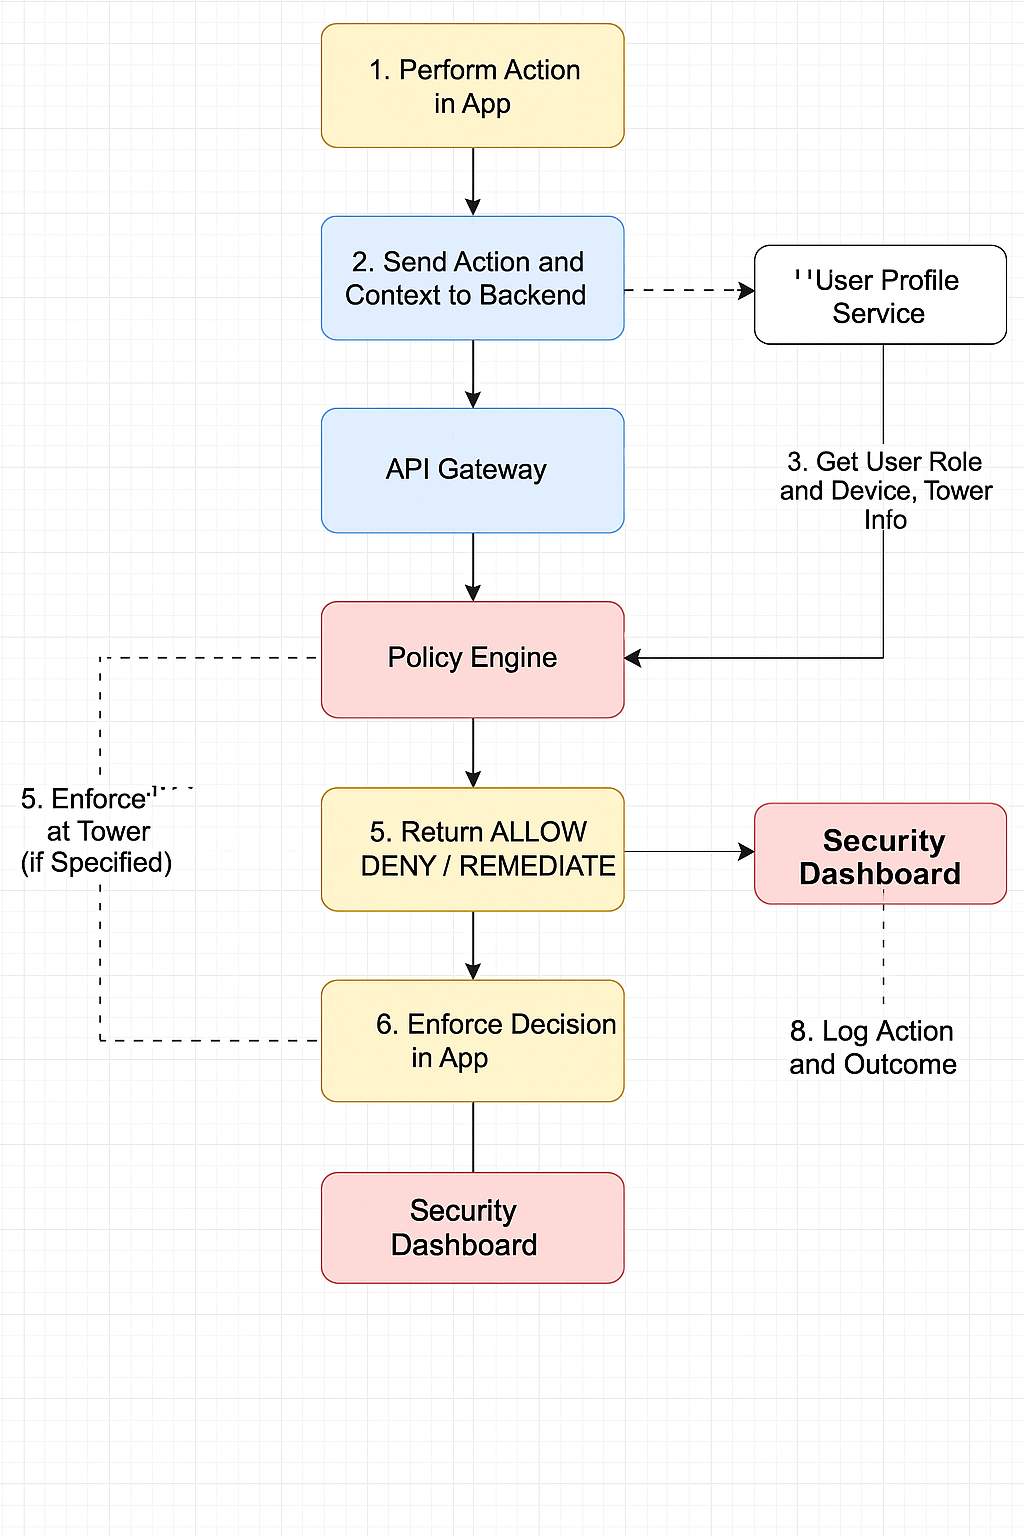 1. Perform Action
in App
2. Send Action and
Context to Backend
User Profile
Service
API Gateway
3. Get User Role
and Device, Tower
Info
Policy Engine
5. Enforce
at Tower
(if Specified)
5. Return ALLOW
DENY / REMEDIATE
Security
Dashboard
6. Enforce Decision
in App
8. Log Action
and Outcome
Security
Dashboard